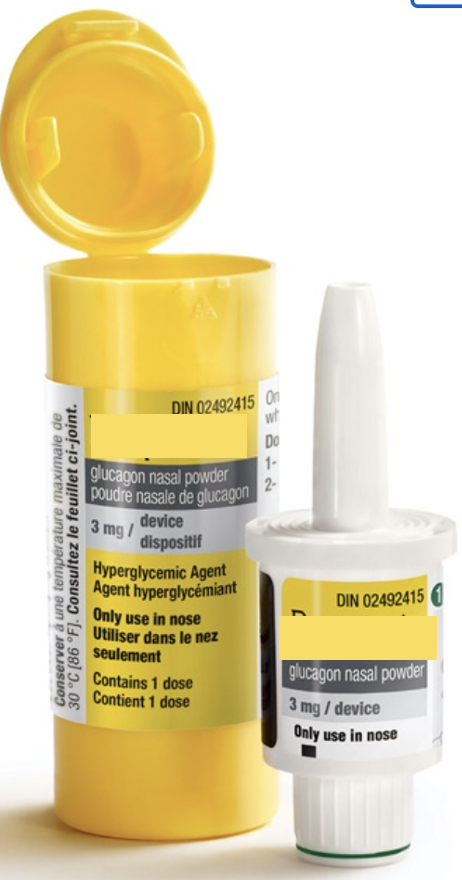 DIN 02492415
glucagon nasal powder
poudre nasale de glucagon
3 mg / device
dispositif
Hyperglycemic Agent
Agent hyperglycémiant
Only use in nose
Utiliser dans le nez
seulement
Contains 1 dose
Contient 1 dose
Conserver à une température maximale de
30 °C [86 °F]. Consultez le feuillet ci-joint.
On
wh
Do
1-
2-
DIN 02492415
1
glucagon nasal powder
3 mg / device
Only use in nose